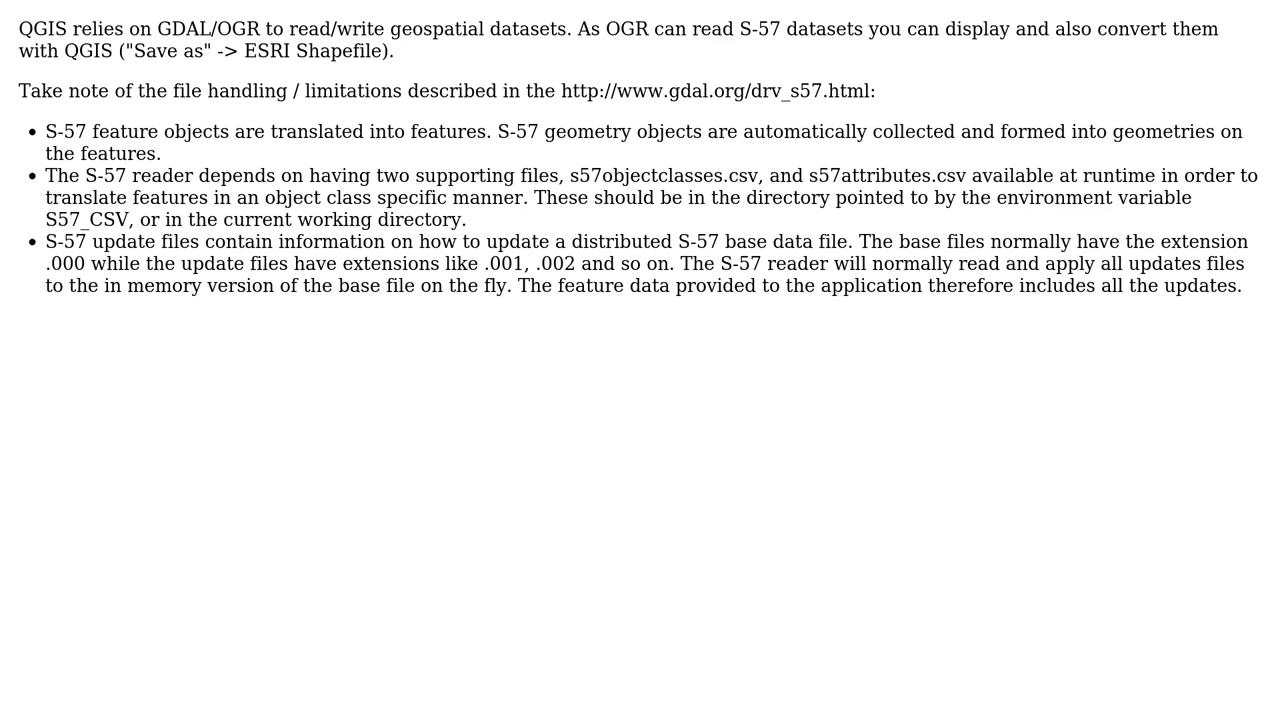 QGIS relies on GDAL/OGR to read/write geospatial datasets. As OGR can read S-57 datasets you can display and also convert them
with QGIS ("Save as" -> ESRI Shapefile).
Take note of the file handling / limitations described in the http://www.gdal.org/drv_s57.html:
• S-57 feature objects are translated into features. S-57 geometry objects are automatically collected and formed into geometries on
the features.
• The S-57 reader depends on having two supporting files, s57objectclasses.csv, and s57attributes.csv available at runtime in order to
translate features in an object class specific manner. These should be in the directory pointed to by the environment variable
S57_CSV, or in the current working directory.
• S-57 update files contain information on how to update a distributed S-57 base data file. The base files normally have the extension
.000 while the update files have extensions like .001, .002 and so on. The S-57 reader will normally read and apply all updates files
to the in memory version of the base file on the fly. The feature data provided to the application therefore includes all the updates.